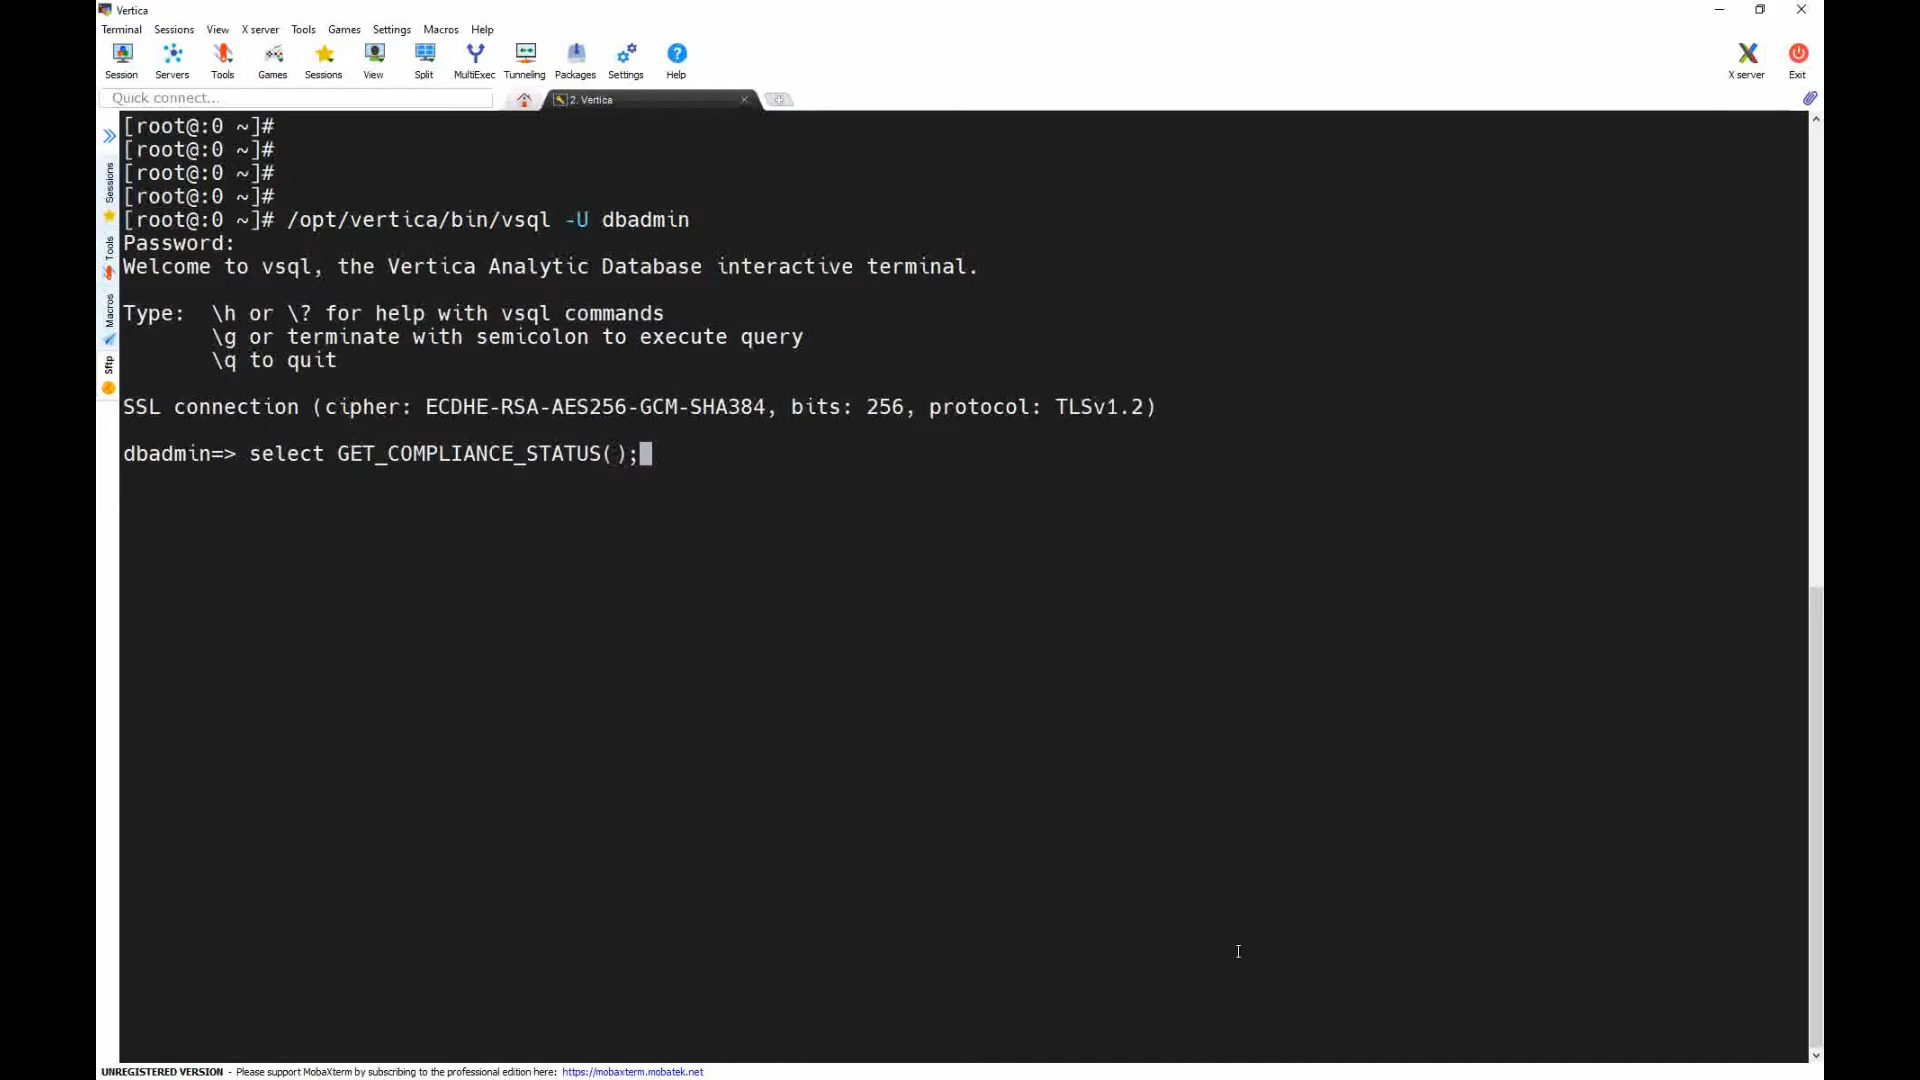 Vertica
Terminal Sessions View X server Tools Games Settings Macros Help
Session Servers Tools Games Sessions View Split MultiExec Tunneling Packages Settings Help X server Exit
Quick connect... 2. Vertica
[root@:0 ~]#
[root@:0 ~]#
[root@:0 ~]#
[root@:0 ~]#
[root@:0 ~]# /opt/vertica/bin/vsql -U dbadmin
Password:
Welcome to vsql, the Vertica Analytic Database interactive terminal.
Type: \h or \? for help with vsql commands
\g or terminate with semicolon to execute query
\q to quit
SSL connection (cipher: ECDHE-RSA-AES256-GCM-SHA384, bits: 256, protocol: TLSv1.2)
dbadmin=> select GET_COMPLIANCE_STATUS();
Sessions
Tools
Macros
Sftp
UNREGISTERED VERSION - Please support MobaXterm by subscribing to the professional edition here: https://mobaxterm.mobatek.net